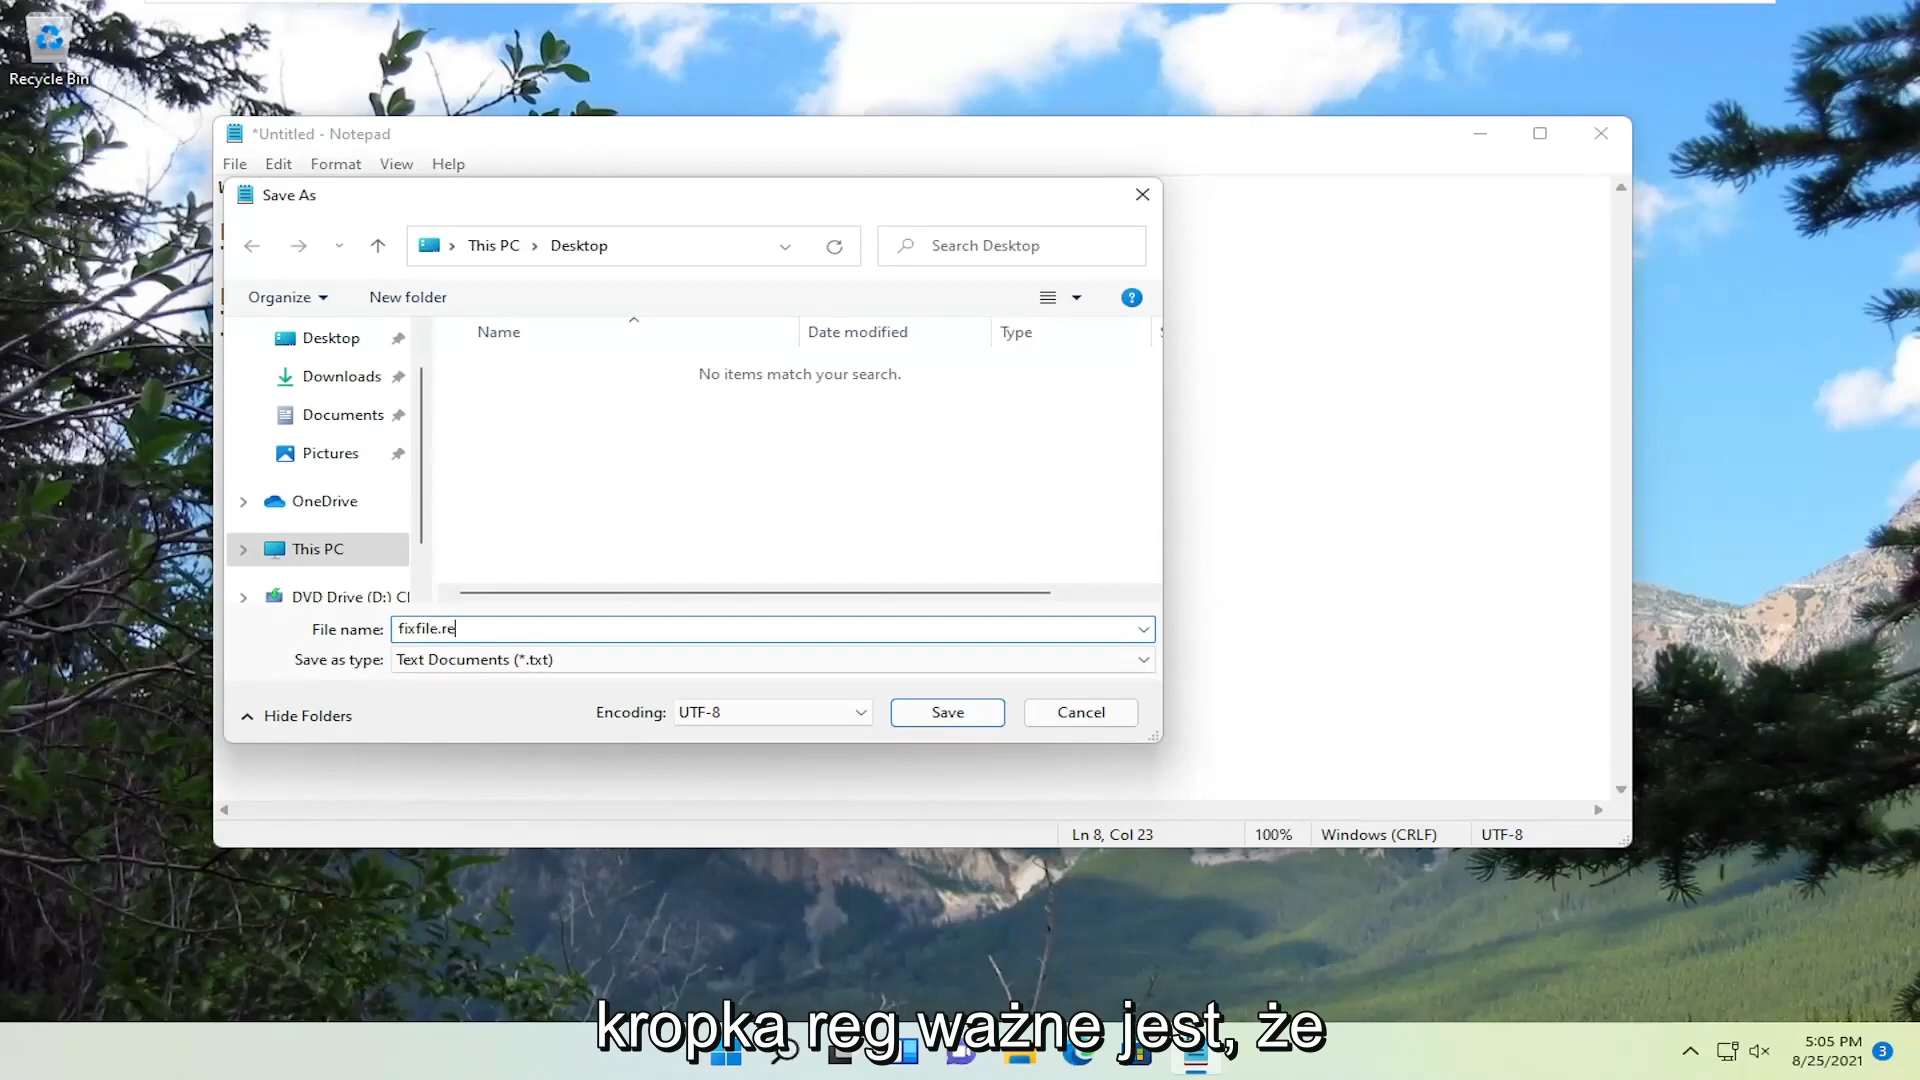 Recycle Bin
*Untitled - Notepad
File Edit Format View Help
Save As
This PC Desktop
Search Desktop
Organize New folder
Name Date modified Type
No items match your search.
Desktop
Downloads
Documents
Pictures
OneDrive
This PC
DVD Drive (D:)
File name: fixfile.re
Save as type: Text Documents (*.txt)
Hide Folders Encoding: UTF-8 Save Cancel
Ln 8, Col 23 100% Windows (CRLF) UTF-8
kropka reg ważne jest, że
5:05 PM
8/25/2021 3